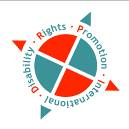 Disability · Rights · Promotion · International ·